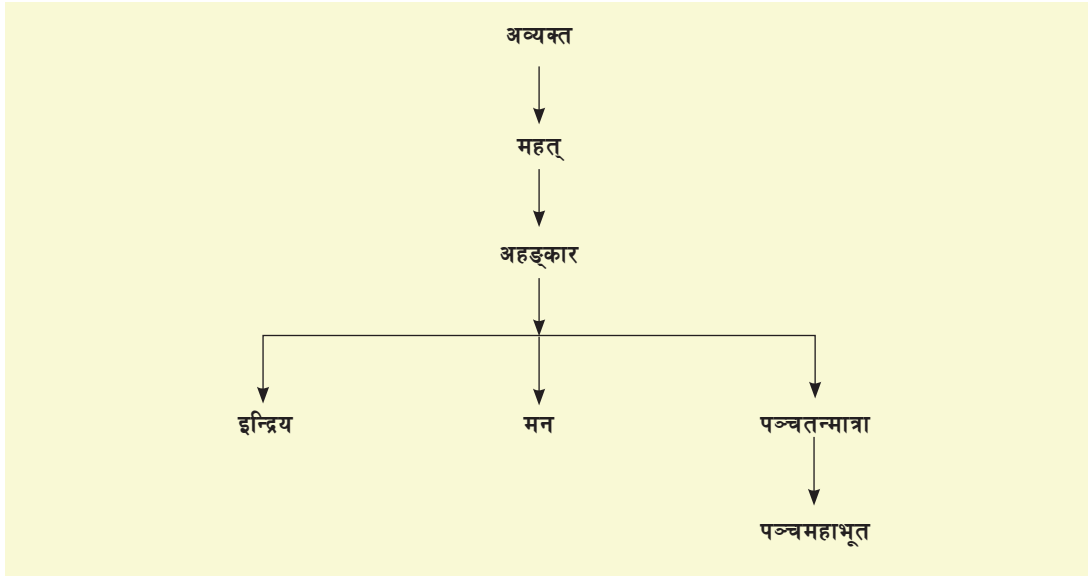 अव्यक्त
महत्
अहङ्कार
इन्द्रिय मन पञ्चतन्मात्रा
पञ्चमहाभूत